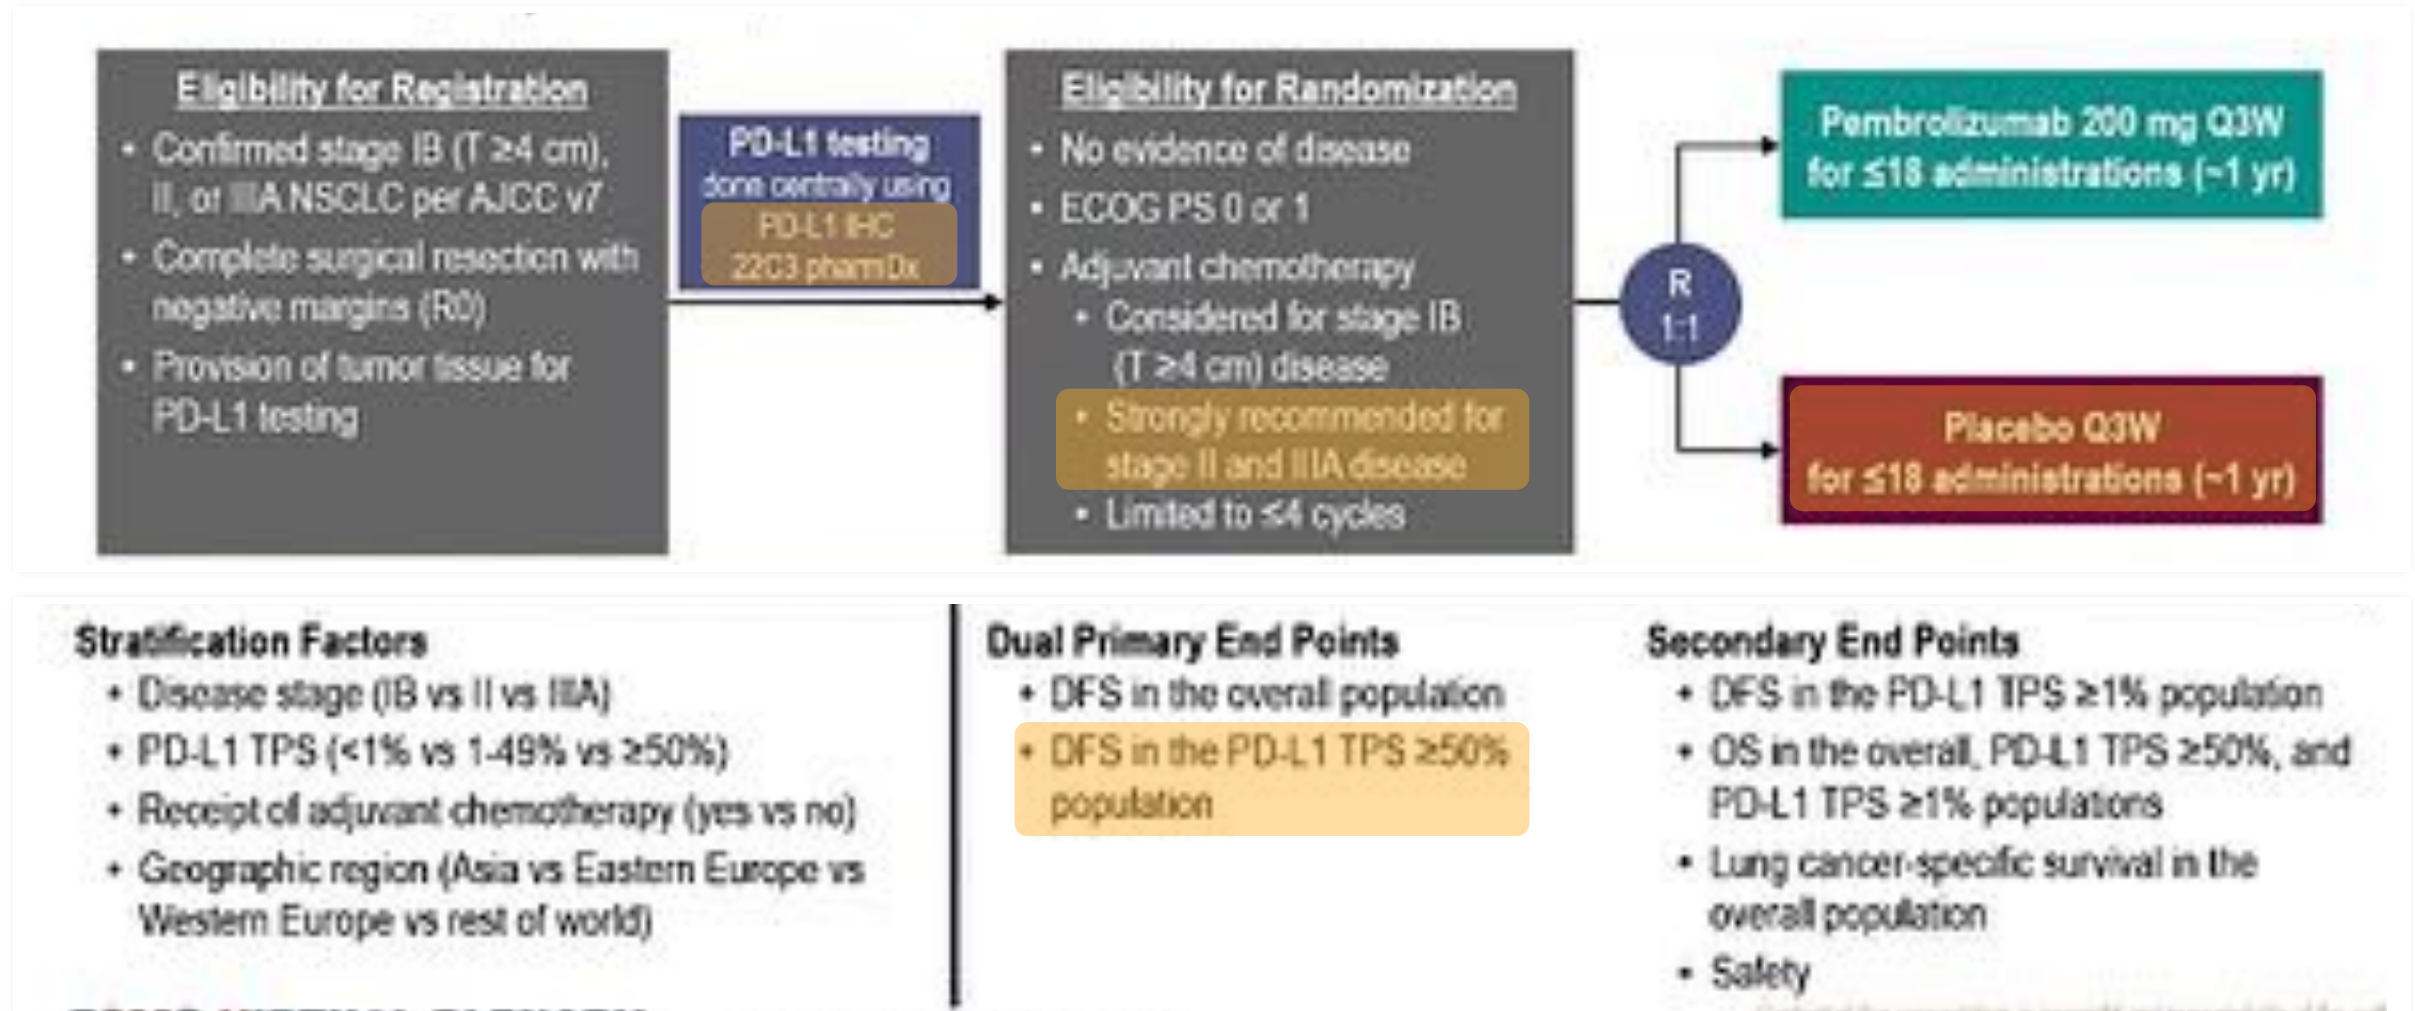 Eligibility for Registration
• Confirmed stage IB (T ≥4 cm),
II, or IIIA NSCLC per AJCC v7
• Complete surgical resection with
negative margins (R0)
• Provision of tumor tissue for
PD-L1 testing
PD-L1 testing
done centrally using
PD-L1 IHC
22C3 pharmDx
Eligibility for Randomization
• No evidence of disease
• ECOG PS 0 or 1
• Adjuvant chemotherapy
• Considered for stage IB
(T ≥4 cm) disease
• Strongly recommended for
stage II and IIIA disease
• Limited to ≤4 cycles
R
1:1
Pembrolizumab 200 mg Q3W
for ≤18 administrations (~1 yr)
Placebo Q3W
for ≤18 administrations (~1 yr)
Stratification Factors
• Disease stage (IB vs II vs IIIA)
• PD-L1 TPS (<1% vs 1-49% vs ≥50%)
• Receipt of adjuvant chemotherapy (yes vs no)
• Geographic region (Asia vs Eastern Europe vs
Western Europe vs rest of world)
Dual Primary End Points
• DFS in the overall population
• DFS in the PD-L1 TPS ≥50%
population
Secondary End Points
• DFS in the PD-L1 TPS ≥1% population
• OS in the overall, PD-L1 TPS ≥50%, and
PD-L1 TPS ≥1% populations
• Lung cancer-specific survival in the
overall population
• Safety